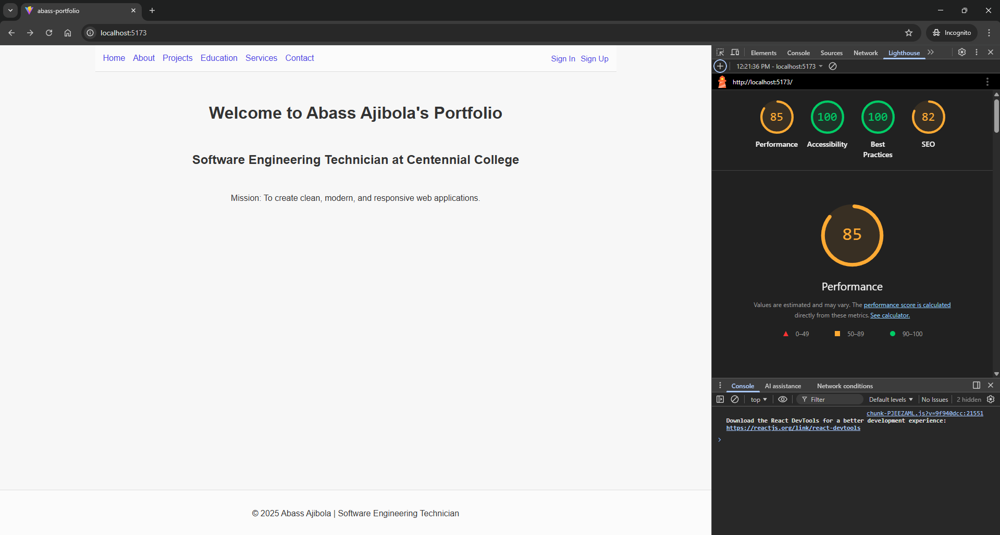 abass-portfolio
localhost:5173
Incognito
Home About Projects Education Services Contact
Sign In Sign Up
Welcome to Abass Ajibola's Portfolio
Software Engineering Technician at Centennial College
Mission: To create clean, modern, and responsive web applications.
© 2025 Abass Ajibola | Software Engineering Technician
Elements Console Sources Network Lighthouse
12:21:36 PM - localhost:5173
http://localhost:5173/
85 100 100 82
Performance Accessibility Best Practices SEO
85
Performance
Values are estimated and may vary. The performance score is calculated
directly from these metrics. See calculator.
0–49 50–89 90–100
Console AI assistance Network conditions
top Filter Default levels No Issues 2 hidden
chunk-PJEEZAML.js?v=9f940dcc:21551
Download the React DevTools for a better development experience:
https://reactjs.org/link/react-devtools